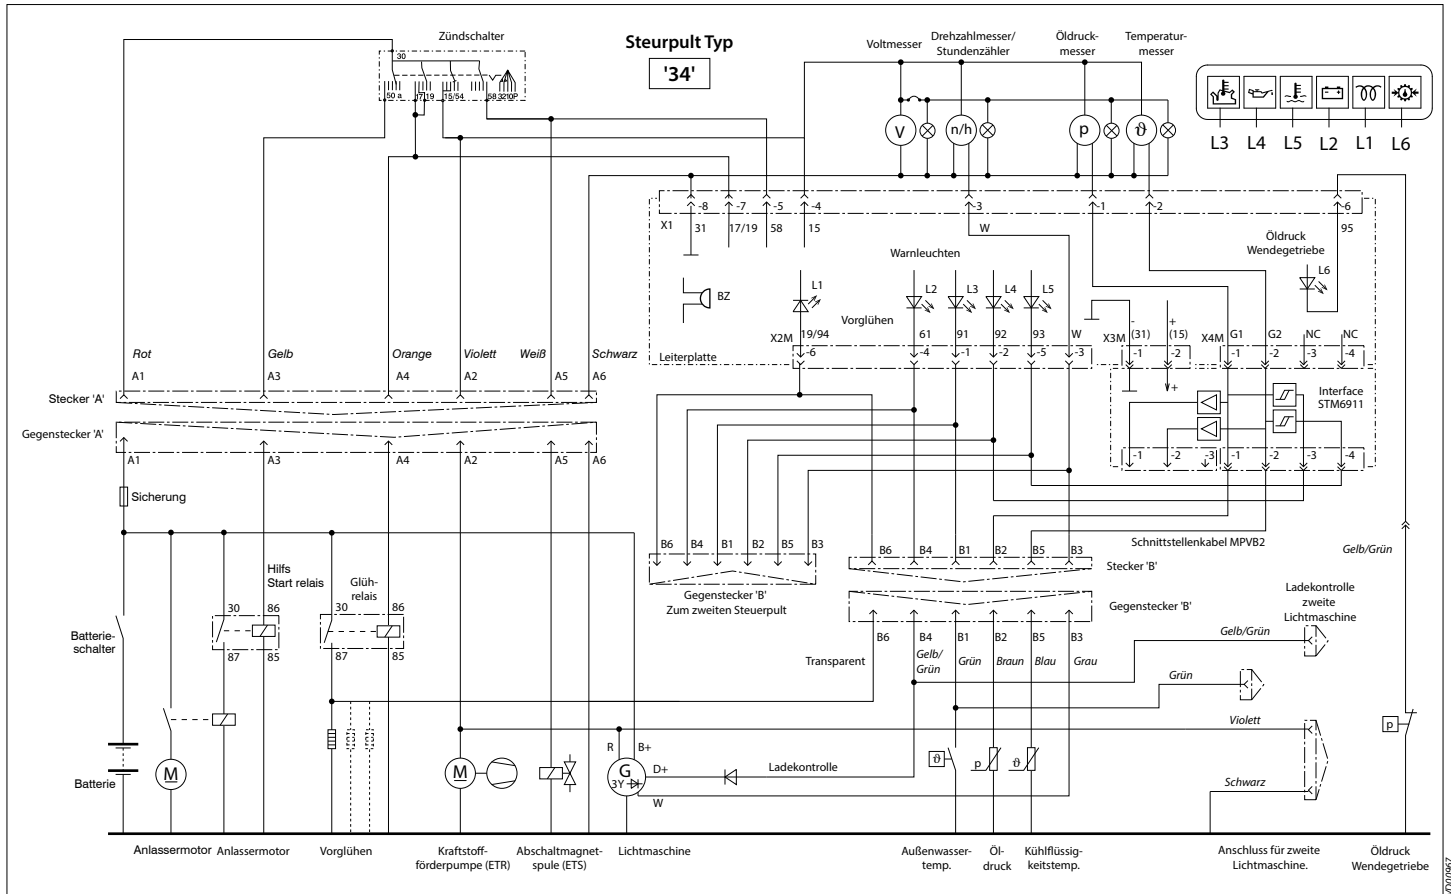 Zündschalter
Steurpult Typ
'34'
Voltmesser
Drehzahlmesser/
Stundenzähler
Öldruck-
messer
Temperatur-
messer
30
50 a
17 19
15/54
58
3210P
V
n/h
p
ϑ
L3 L4 L5 L2 L1 L6
-8 -7 -5 -4 -3 -1 -2 -6
X1
31 17/19 58 15 W 95
Öldruck
Wendegetriebe
Warnleuchten
L6
BZ
L1
L2 L3 L4 L5
Vorglühen
X2M
19/94 61 91 92 93 W
X3M
-
(31)
+
(15)
X4M
G1 G2 NC NC
-6 -4 -1 -2 -5 -3
-1 -2
-1 -2 -3 -4
Leiterplatte
+
Interface
STM6911
-1 -2 -3 -1 -2 -3 -4
Rot Gelb Orange Violett Weiß Schwarz
A1 A3 A4 A2 A5 A6
Stecker 'A'
Gegenstecker 'A'
A1 A3 A4 A2 A5 A6
Sicherung
B6 B4 B1 B2 B5 B3
Gegenstecker 'B'
Zum zweiten Steuerpult
B6 B4 B1 B2 B5 B3
Schnittstellenkabel MPVB2
Stecker 'B'
Gegenstecker 'B'
B6 B4 B1 B2 B5 B3
Transparent
Gelb/
Grün
Grün Braun Blau Grau
Gelb/Grün
Ladekontrolle
zweite
Lichtmaschine
Gelb/Grün
Grün
Violett
Schwarz
Hilfs
Start relais
30 86
87 85
Glüh-
relais
30 86
87 85
Batterie-
schalter
Batterie
M
M
R B+
G
3Y
D+
W
Ladekontrolle
ϑ
p
ϑ
p
Anlassermotor
Anlassermotor
Vorglühen
Kraftstoff-
förderpumpe (ETR)
Abschaltmagnet-
spule (ETS)
Lichtmaschine
Außenwasser-
temp.
Öl-
druck
Kühlflüssig-
keitstemp.
Anschluss für zweite
Lichtmaschine.
Öldruck
Wendegetriebe